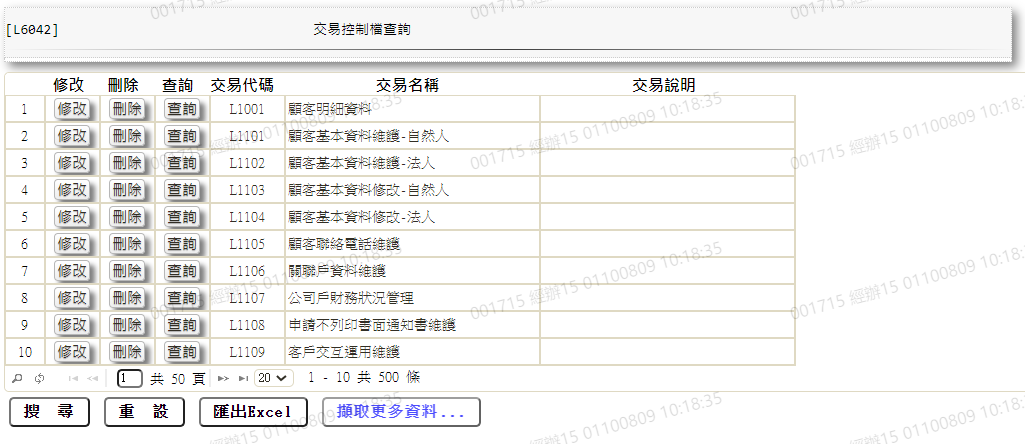 [L6042] 交易控制檔查詢
修改 刪除 查詢 交易代碼 交易名稱 交易說明
1 修改 刪除 查詢 L1001 顧客明細資料
2 修改 刪除 查詢 L1101 顧客基本資料維護-自然人
3 修改 刪除 查詢 L1102 顧客基本資料維護-法人
4 修改 刪除 查詢 L1103 顧客基本資料修改-自然人
5 修改 刪除 查詢 L1104 顧客基本資料修改-法人
6 修改 刪除 查詢 L1105 顧客聯絡電話維護
7 修改 刪除 查詢 L1106 關聯戶資料維護
8 修改 刪除 查詢 L1107 公司戶財務狀況管理
9 修改 刪除 查詢 L1108 申請不列印書面通知書維護
10 修改 刪除 查詢 L1109 客戶交互運用維護
1 共 50 頁 20 1 - 10 共 500 條
搜 尋 重 設 匯出Excel 擷取更多資料...
001715 經辦15 01100809 10:18:35